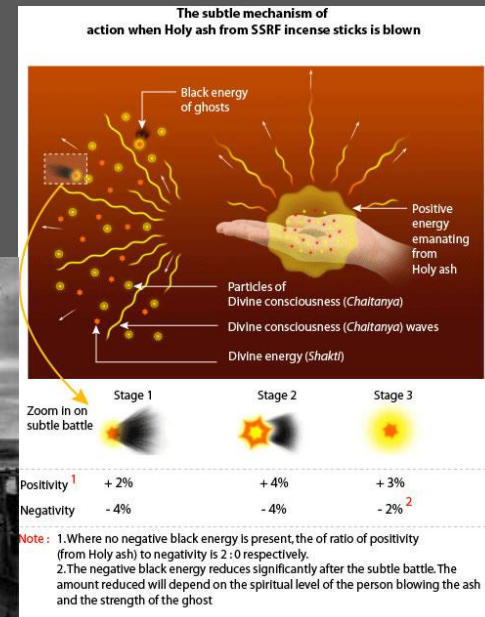 The subtle mechanism of
action when Holy ash from SSRF incense sticks is blown
Black energy
of ghosts
Positive
energy
emanating
from
Holy ash
Particles of
Divine consciousness (Chaitanya)
Divine consciousness (Chaitanya) waves
Divine energy (Shakti)
Zoom in on
subtle battle
Stage 1 Stage 2 Stage 3
Positivity 1 + 2% + 4% + 3%
Negativity - 4% - 4% - 2% 2
Note : 1.Where no negative black energy is present, the of ratio of positivity
(from Holy ash) to negativity is 2 : 0 respectively.
2.The negative black energy reduces significantly after the subtle battle. The
amount reduced will depend on the spiritual level of the person blowing the ash
and the strength of the ghost